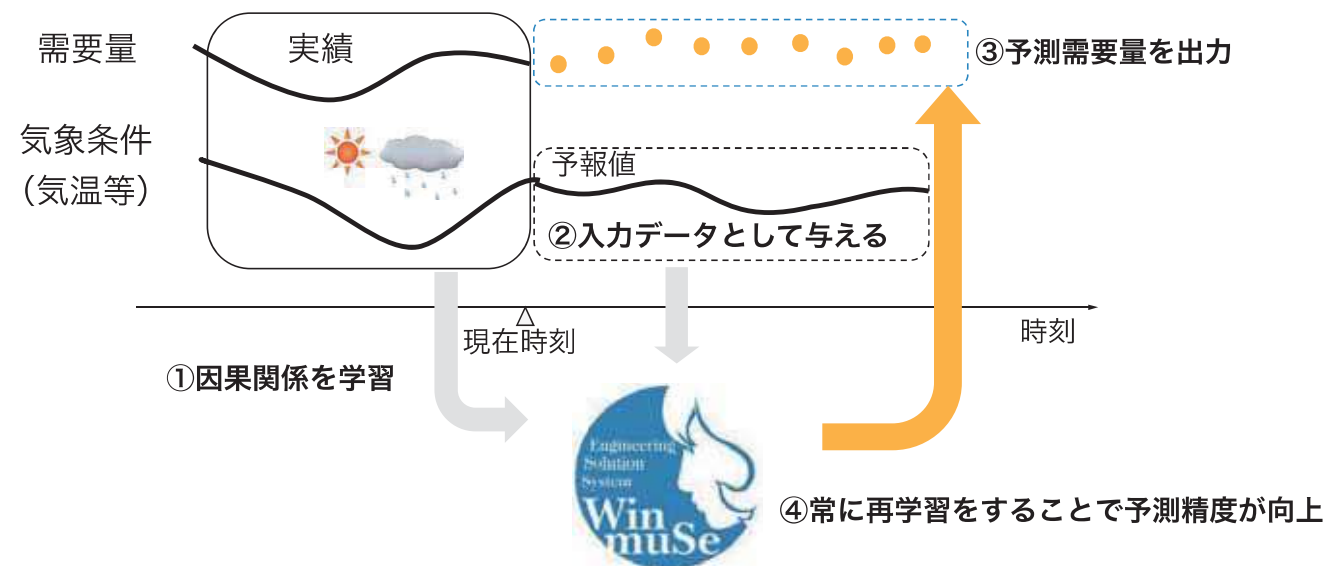 需要量
実績
③予測需要量を出力
気象条件
（気温等）
予報値
②入力データとして与える
△
現在時刻
時刻
①因果関係を学習
Engineering
Solution
System
Win
muSe
④常に再学習をすることで予測精度が向上